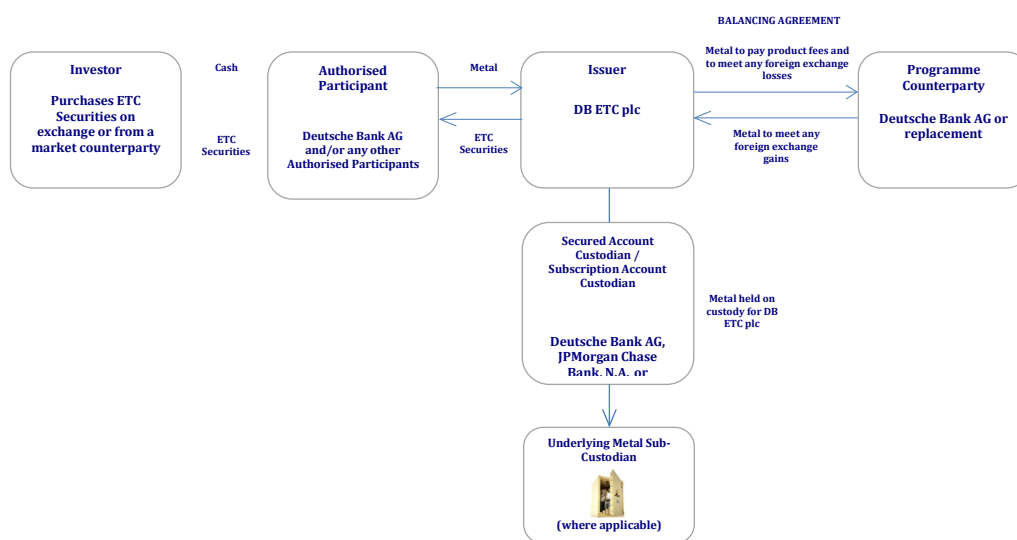 BALANCING AGREEMENT
Investor
Purchases ETC
Securities on
exchange or from a
market counterparty
Cash
ETC
Securities
Authorised
Participant
Deutsche Bank AG
and/or any other
Authorised Participants
Metal
ETC
Securities
Issuer
DB ETC plc
Metal to pay product fees and
to meet any foreign exchange
losses
Metal to meet any
foreign exchange
gains
Programme
Counterparty
Deutsche Bank AG or
replacement
Secured Account
Custodian /
Subscription Account
Custodian
Deutsche Bank AG,
JPMorgan Chase
Bank, N.A. or
Metal held on
custody for DB
ETC plc
Underlying Metal Sub-
Custodian
(where applicable)